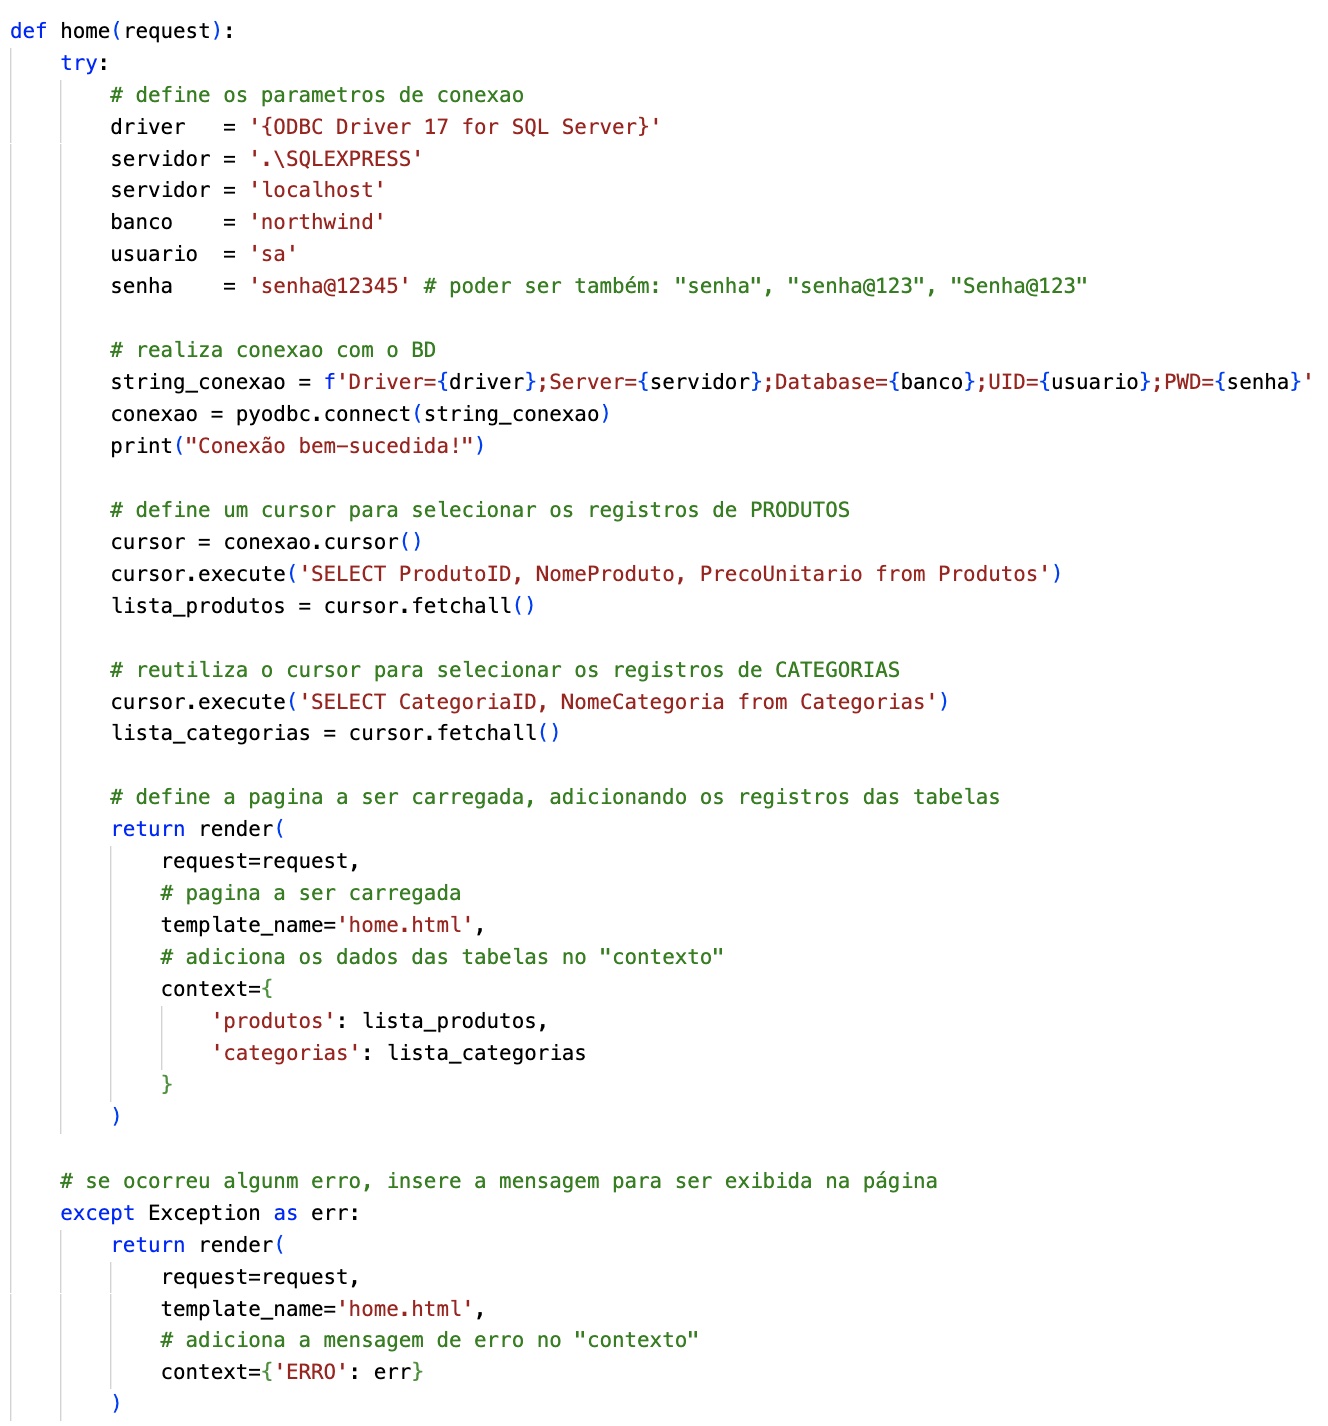 def home(request):
    try:
        # define os parametros de conexao
        driver   = '{ODBC Driver 17 for SQL Server}'
        servidor = '.\SQLEXPRESS'
        servidor = 'localhost'
        banco    = 'northwind'
        usuario  = 'sa'
        senha    = 'senha@12345' # poder ser também: "senha", "senha@123", "Senha@123"

        # realiza conexao com o BD
        string_conexao = f'Driver={driver};Server={servidor};Database={banco};UID={usuario};PWD={senha}'
        conexao = pyodbc.connect(string_conexao)
        print("Conexão bem-sucedida!")

        # define um cursor para selecionar os registros de PRODUTOS
        cursor = conexao.cursor()
        cursor.execute('SELECT ProdutoID, NomeProduto, PrecoUnitario from Produtos')
        lista_produtos = cursor.fetchall()

        # reutiliza o cursor para selecionar os registros de CATEGORIAS
        cursor.execute('SELECT CategoriaID, NomeCategoria from Categorias')
        lista_categorias = cursor.fetchall()

        # define a pagina a ser carregada, adicionando os registros das tabelas
        return render(
            request=request,
            # pagina a ser carregada
            template_name='home.html',
            # adiciona os dados das tabelas no "contexto"
            context={
                'produtos': lista_produtos,
                'categorias': lista_categorias
            }
        )

    # se ocorreu algunm erro, insere a mensagem para ser exibida na página
    except Exception as err:
        return render(
            request=request,
            template_name='home.html',
            # adiciona a mensagem de erro no "contexto"
            context={'ERRO': err}
        )